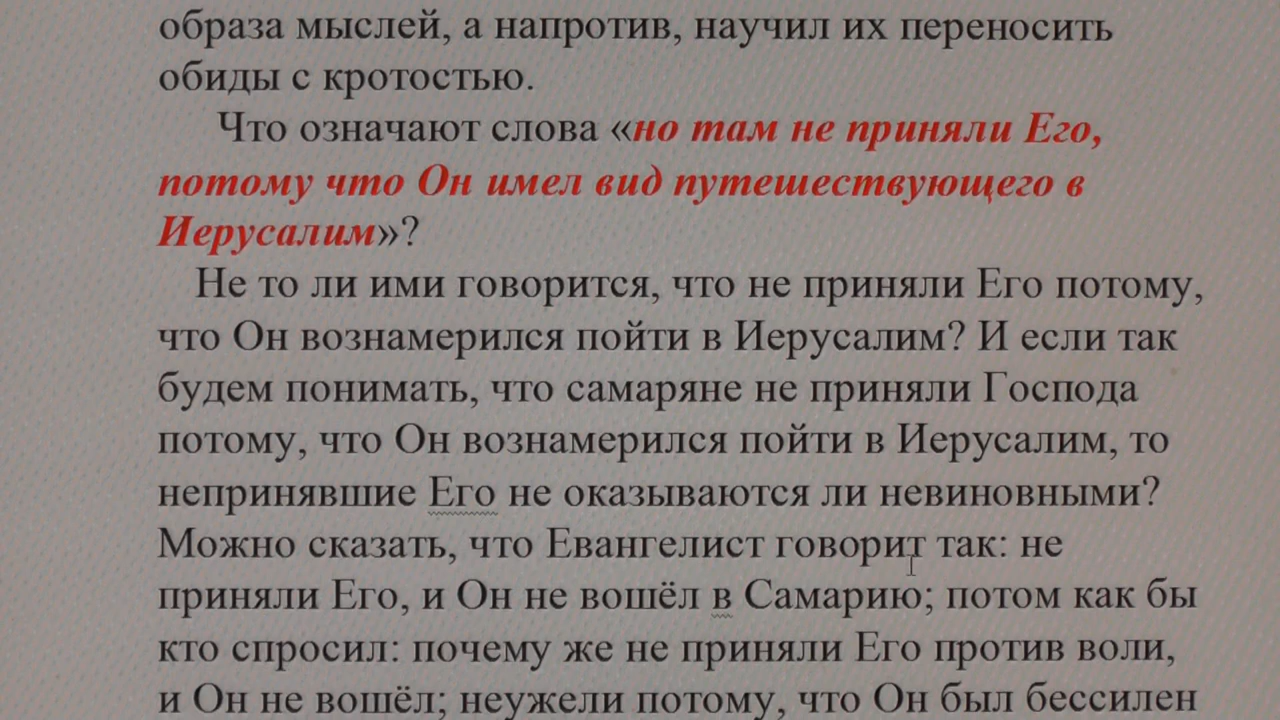 образа мыслей, а напротив, научил их переносить
обиды с кротостью.
Что означают слова «но там не приняли Его,
потому что Он имел вид путешествующего в
Иерусалим»?
Не то ли ими говорится, что не приняли Его потому,
что Он вознамерился пойти в Иерусалим? И если так
будем понимать, что самаряне не приняли Господа
потому, что Он вознамерился пойти в Иерусалим, то
непринявшие Его не оказываются ли невиновными?
Можно сказать, что Евангелист говорит так: не
приняли Его, и Он не вошёл в Самарию; потом как бы
кто спросил: почему же не приняли Его против воли,
и Он не вошёл; неужели потому, что Он был бессилен